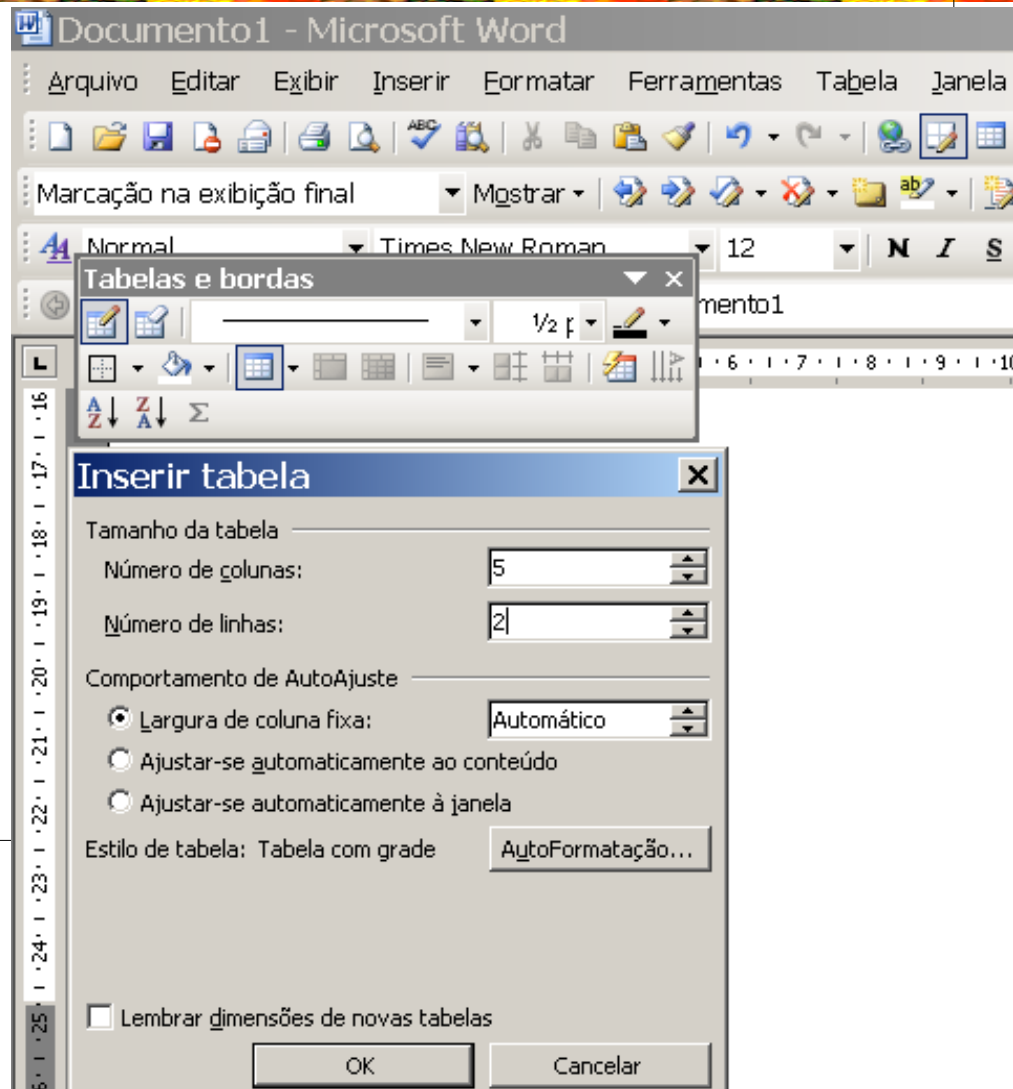 Documento1 - Microsoft Word
Arquivo Editar Exibir Inserir Formatar Ferramentas Tabela Janela
ABC
Marcação na exibição final Mostrar ab
A4 Normal Times New Roman 12 N I S
Tabelas e bordas
mento1
1/2
L
6 7 8 9 10
A Z Z A Σ
16
17
18
19
20
21
22
23
24
25
Inserir tabela
Tamanho da tabela
Número de colunas: 5
Número de linhas: 2
Comportamento de AutoAjuste
Largura de coluna fixa: Automático
Ajustar-se automaticamente ao conteúdo
Ajustar-se automaticamente à janela
Estilo de tabela: Tabela com grade AutoFormatação...
Lembrar dimensões de novas tabelas
OK Cancelar